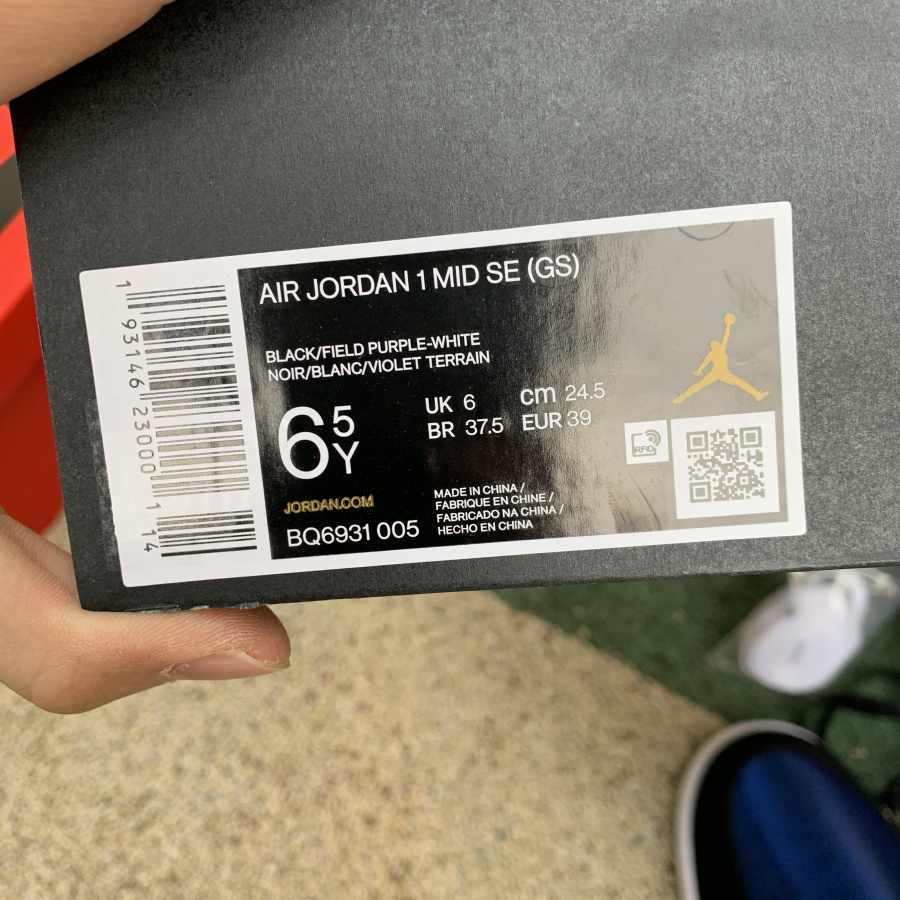 AIR JORDAN 1 MID SE (GS)
BLACK/FIELD PURPLE-WHITE
NOIR/BLANC/VIOLET TERRAIN
6 5 Y
UK 6 cm 24.5
BR 37.5 EUR 39
RFID
JORDAN.COM
BQ6931 005
MADE IN CHINA /
FABRIQUE EN CHINE /
FABRICADO NA CHINA /
HECHO EN CHINA
1 93146 23000 1 14